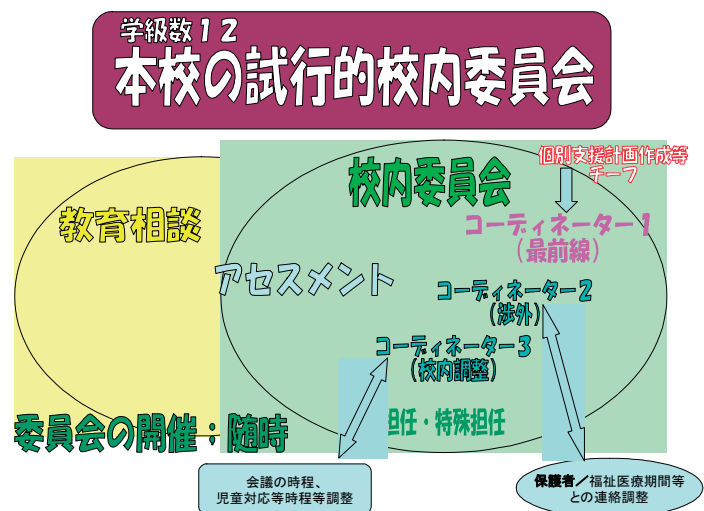 学級数12
本校の試行的校内委員会
個別支援計画作成等
チーフ
校内委員会
教育相談
コーディネーター1
(最前線)
アセスメント
コーディネーター2
(渉外)
コーディネーター3
(校内調整)
担任・特殊担任
委員会の開催:随時
会議の時程、
児童対応等時程等調整
保護者/福祉医療期間等
との連絡調整